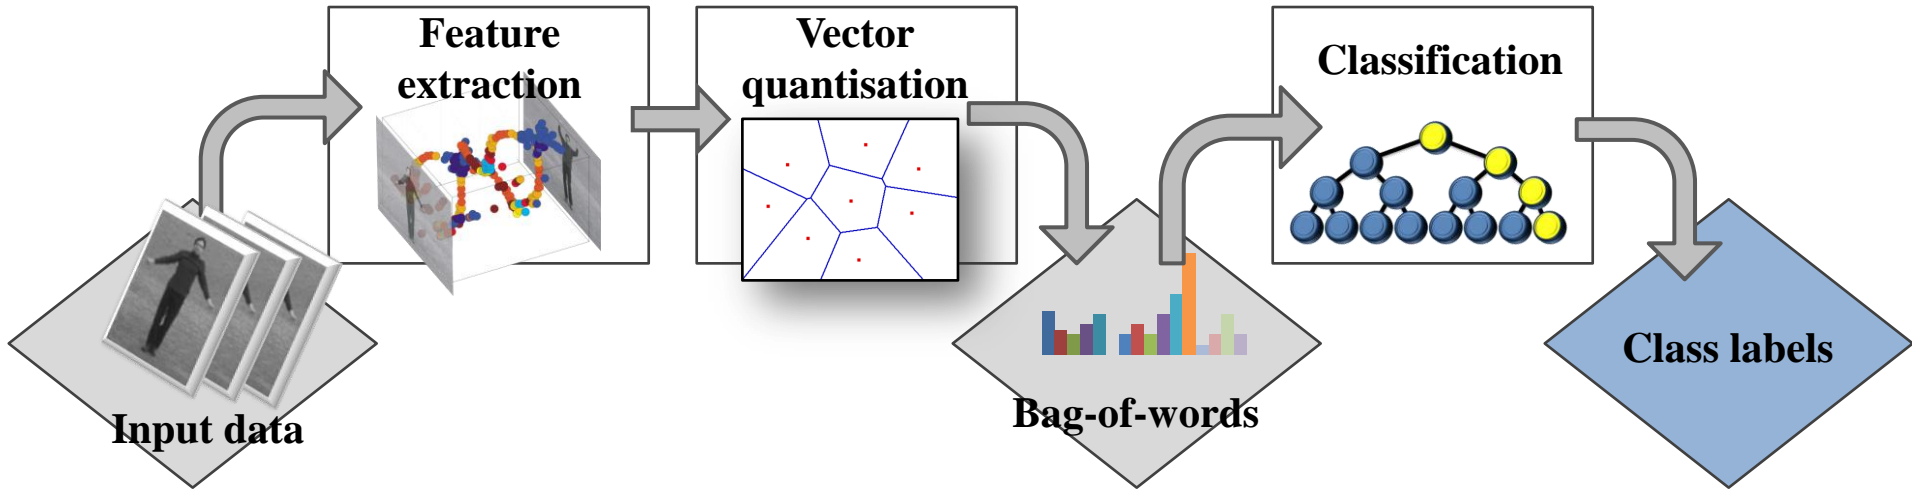 Feature
extraction
Vector
quantisation
Classification
Input data
Bag-of-words
Class labels